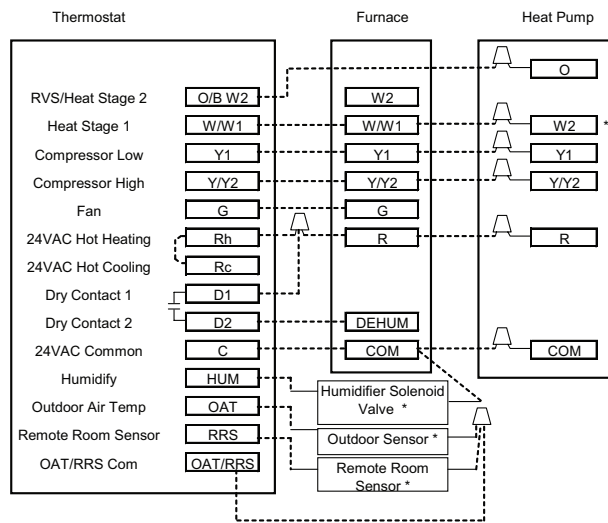 Thermostat Furnace Heat Pump
O
RVS/Heat Stage 2 O/B W2 W2
Heat Stage 1 W/W1 W/W1 W2 *
Compressor Low Y1 Y1 Y1
Compressor High Y/Y2 Y/Y2 Y/Y2
Fan G G
24VAC Hot Heating Rh R R
24VAC Hot Cooling Rc
Dry Contact 1 D1
Dry Contact 2 D2 DEHUM
24VAC Common C COM COM
Humidify HUM
Humidifier Solenoid
Valve *
Outdoor Air Temp OAT
Outdoor Sensor *
Remote Room Sensor RRS
Remote Room
Sensor *
OAT/RRS Com OAT/RRS